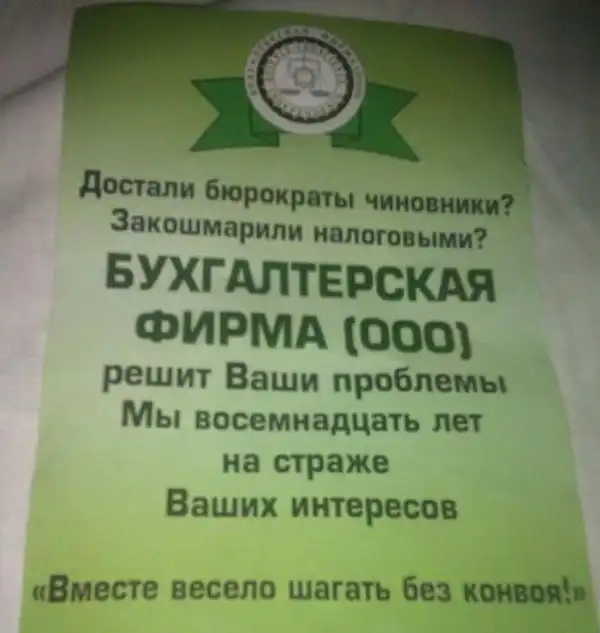 Достали бюрократы чиновники?
Закошмарили налоговыми?
БУХГАЛТЕРСКАЯ
ФИРМА (ООО)
решит Ваши проблемы
Мы восемнадцать лет
на страже
Ваших интересов
«Вместе весело шагать без конвоя!»